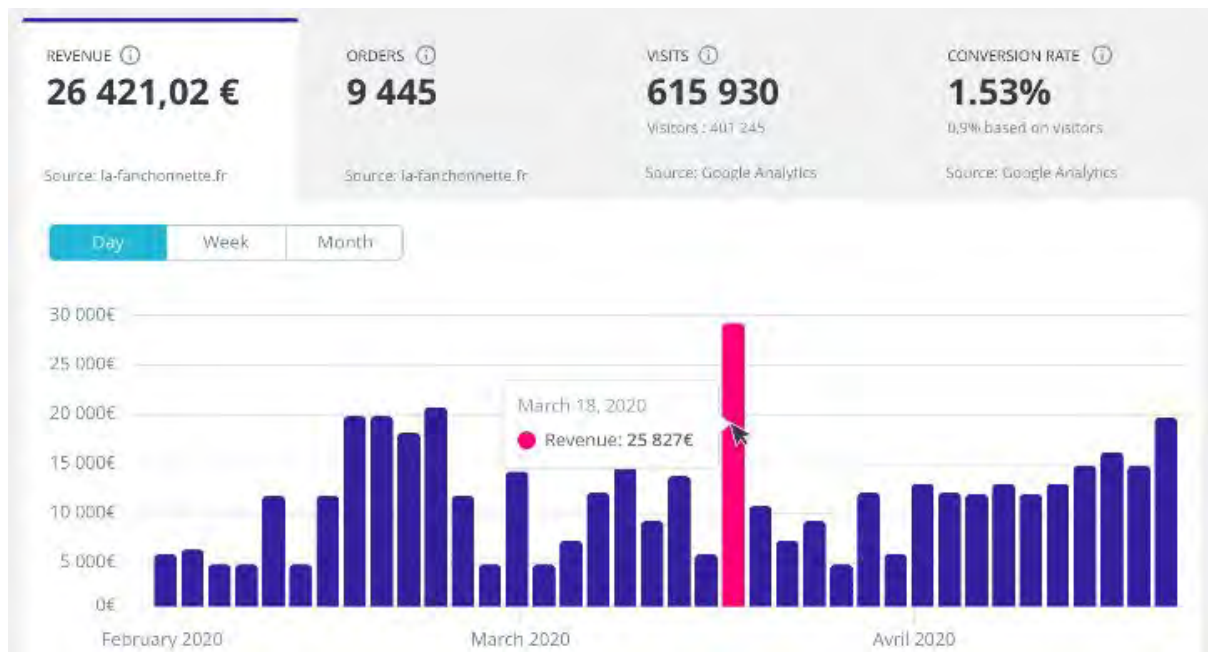 REVENUE ORDERS VISITS CONVERSION RATE
26 421,02 € 9 445 615 930 1.53%
Visitors : 401 245 0,9% based on visitors
Source: la-fanchonnette.fr Source: la-fanchonnette.fr Source: Google Analytics Source: Google Analytics
Day Week Month
30 000€
25 000€
20 000€
15 000€
10 000€
5 000€
0€
March 18, 2020
Revenue: 25 827€
February 2020 March 2020 Avril 2020